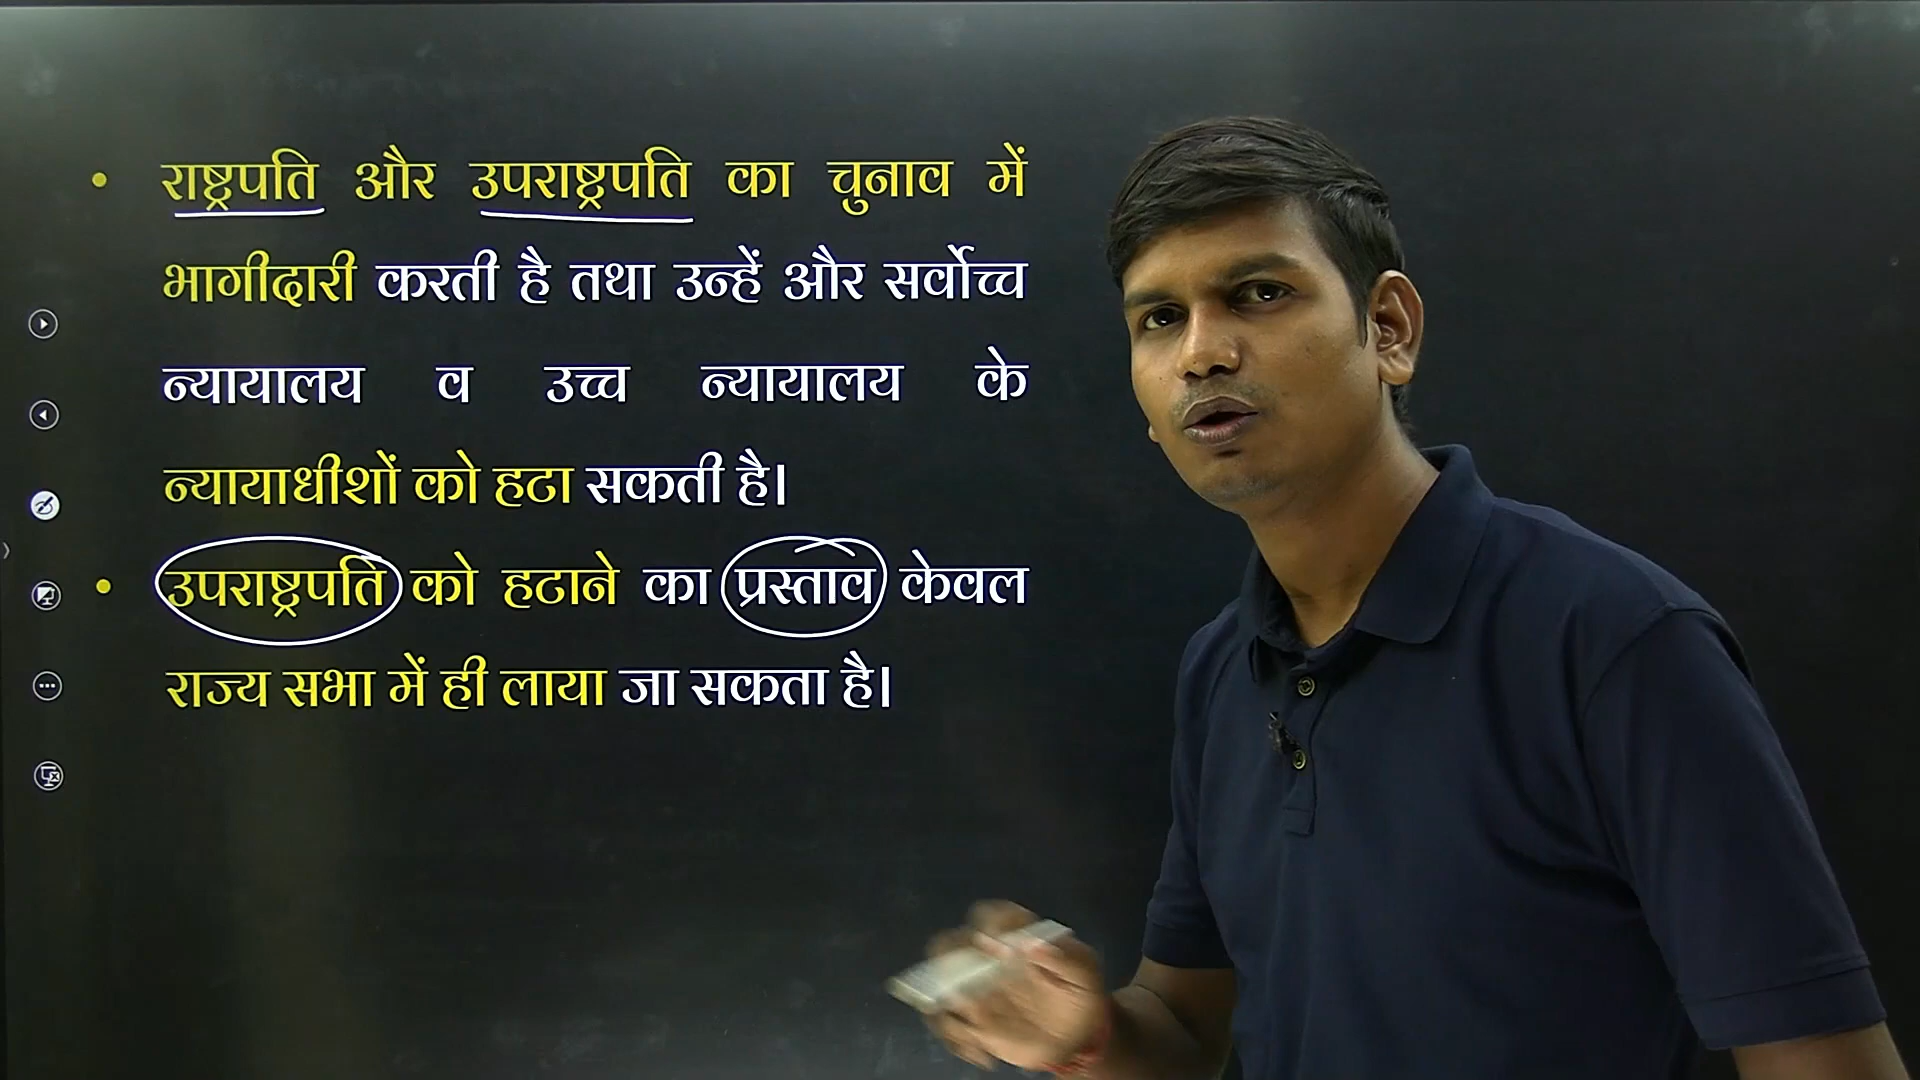 • राष्ट्रपति और उपराष्ट्रपति का चुनाव में
भागीदारी करती है तथा उन्हें और सर्वोच्च
न्यायालय व उच्च न्यायालय के
न्यायाधीशों को हटा सकती है।
• उपराष्ट्रपति को हटाने का प्रस्ताव केवल
राज्य सभा में ही लाया जा सकता है।